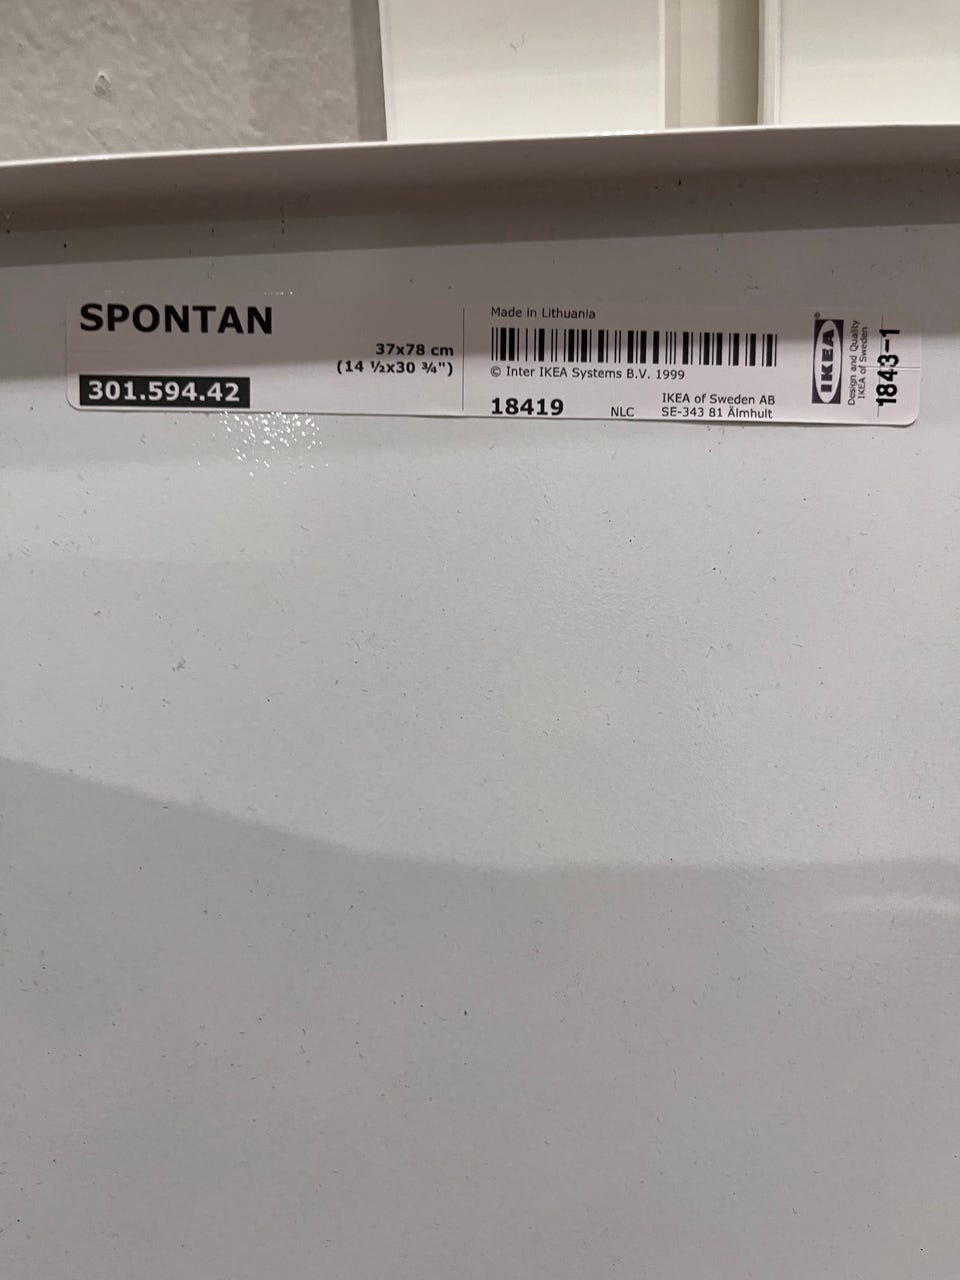 SPONTAN
37x78 cm
(14 ½x30 ¾")
301.594.42
Made in Lithuania
© Inter IKEA Systems B.V. 1999
18419
NLC
IKEA of Sweden AB
SE-343 81 Älmhult
IKEA®
Design and Quality
IKEA of Sweden
1843-1